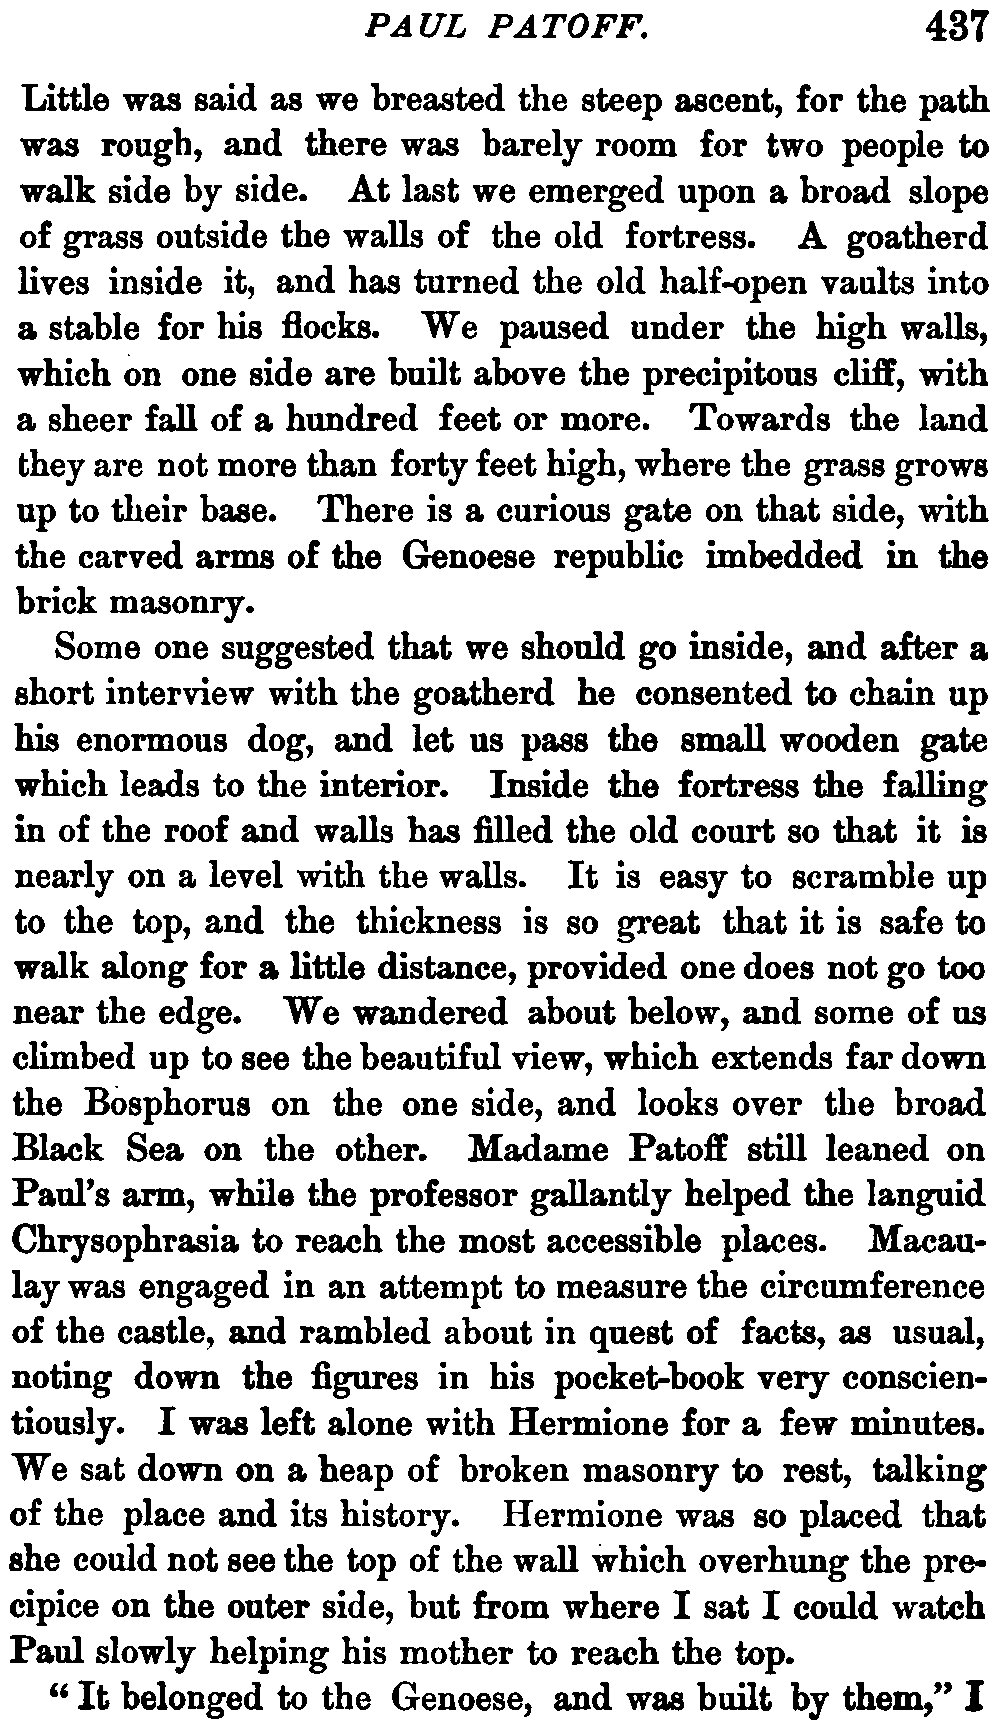 PAUL PATOFF. 437
Little was said as we breasted the steep ascent, for the path
was rough, and there was barely room for two people to
walk side by side. At last we emerged upon a broad slope
of grass outside the walls of the old fortress. A goatherd
lives inside it, and has turned the old half-open vaults into
a stable for his flocks. We paused under the high walls,
which on one side are built above the precipitous cliff, with
a sheer fall of a hundred feet or more. Towards the land
they are not more than forty feet high, where the grass grows
up to their base. There is a curious gate on that side, with
the carved arms of the Genoese republic imbedded in the
brick masonry.
Some one suggested that we should go inside, and after a
short interview with the goatherd he consented to chain up
his enormous dog, and let us pass the small wooden gate
which leads to the interior. Inside the fortress the falling
in of the roof and walls has filled the old court so that it is
nearly on a level with the walls. It is easy to scramble up
to the top, and the thickness is so great that it is safe to
walk along for a little distance, provided one does not go too
near the edge. We wandered about below, and some of us
climbed up to see the beautiful view, which extends far down
the Bosphorus on the one side, and looks over the broad
Black Sea on the other. Madame Patoff still leaned on
Paul's arm, while the professor gallantly helped the languid
Chrysophrasia to reach the most accessible places. Macau-
lay was engaged in an attempt to measure the circumference
of the castle, and rambled about in quest of facts, as usual,
noting down the figures in his pocket-book very conscien-
tiously. I was left alone with Hermione for a few minutes.
We sat down on a heap of broken masonry to rest, talking
of the place and its history. Hermione was so placed that
she could not see the top of the wall which overhung the pre-
cipice on the outer side, but from where I sat I could watch
Paul slowly helping his mother to reach the top.
"It belonged to the Genoese, and was built by them," I